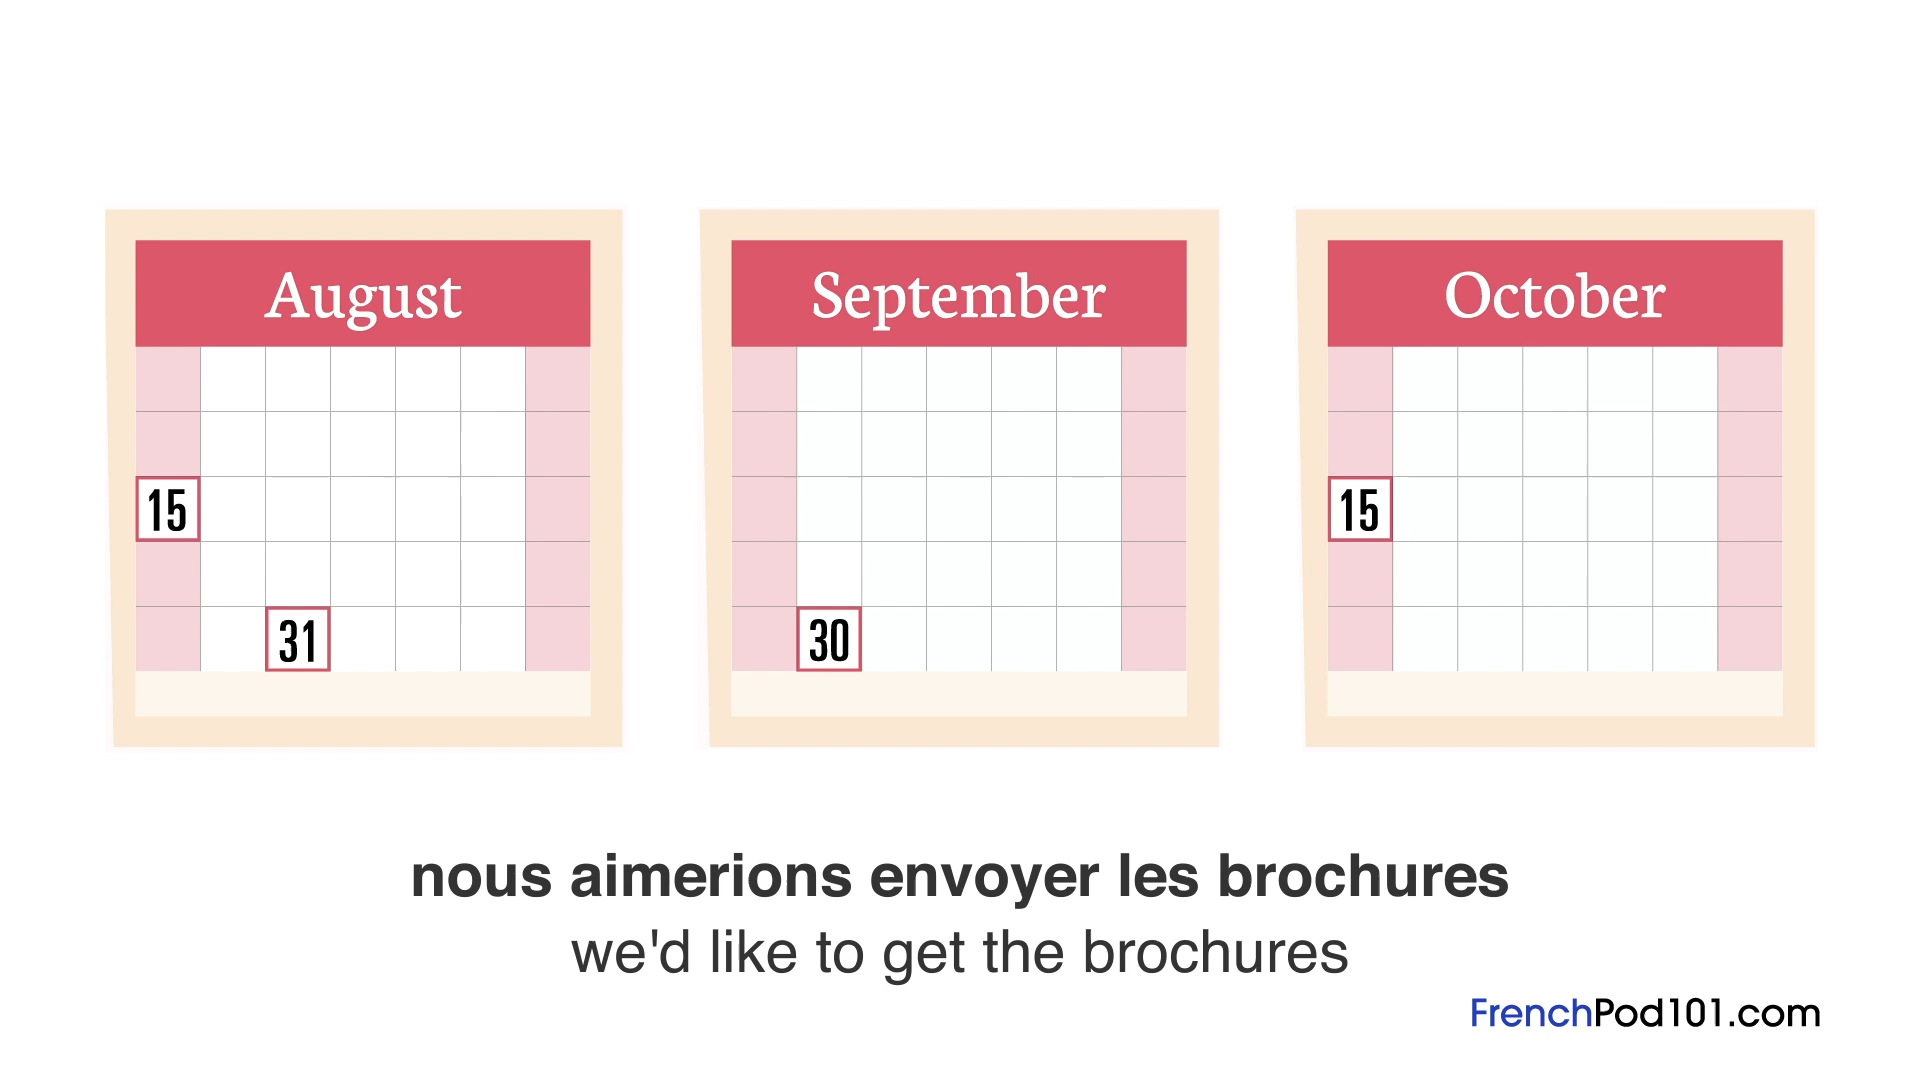 August
September
October
15
15
31
30
nous aimerions envoyer les brochures
we'd like to get the brochures
FrenchPod101.com